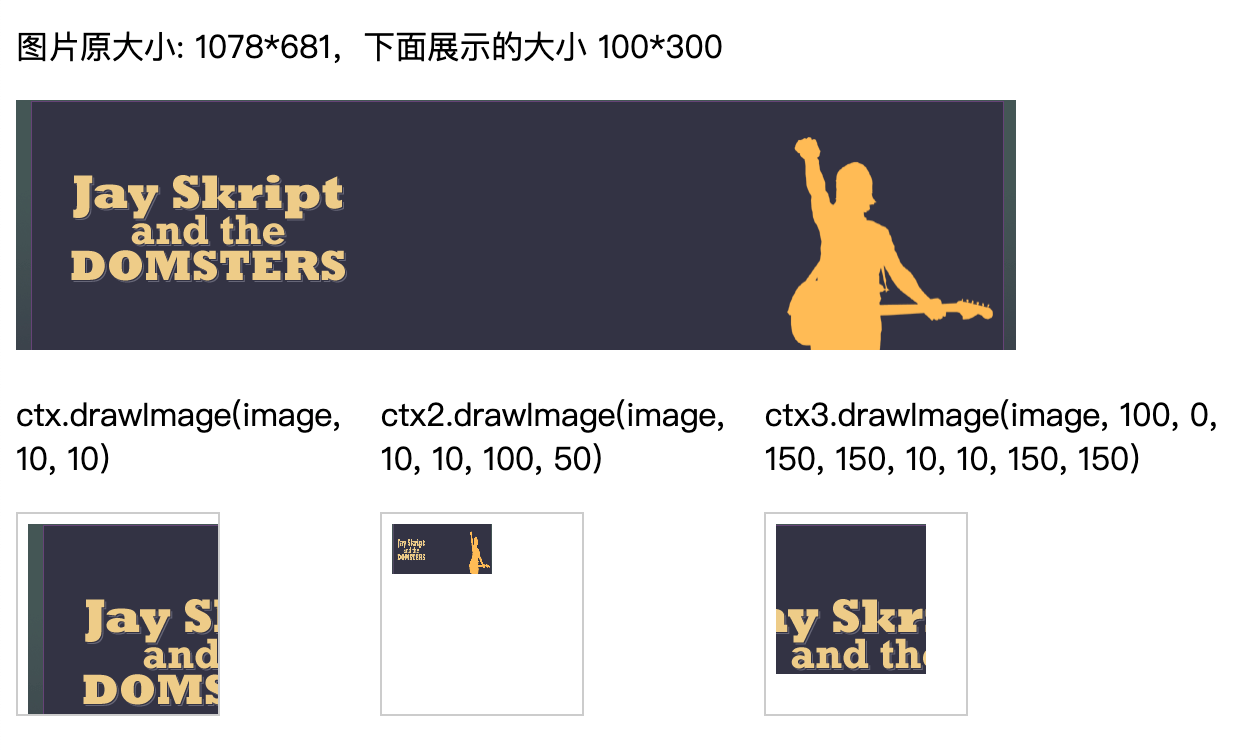 图片原大小: 1078*681，下面展示的大小 100*300
Jay Skript
and the
DOMSTERS
ctx.drawImage(image,
10, 10)
ctx2.drawImage(image,
10, 10, 100, 50)
ctx3.drawImage(image, 100, 0,
150, 150, 10, 10, 150, 150)
Jay S
and
DOMS
Jay Skript
and the
DOMSTERS
ay Skr
and the